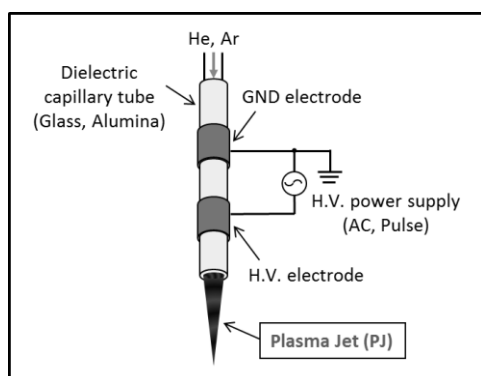 He, Ar
Dielectric
capillary tube
(Glass, Alumina)
GND electrode
H.V. power supply
(AC, Pulse)
H.V. electrode
Plasma Jet (PJ)